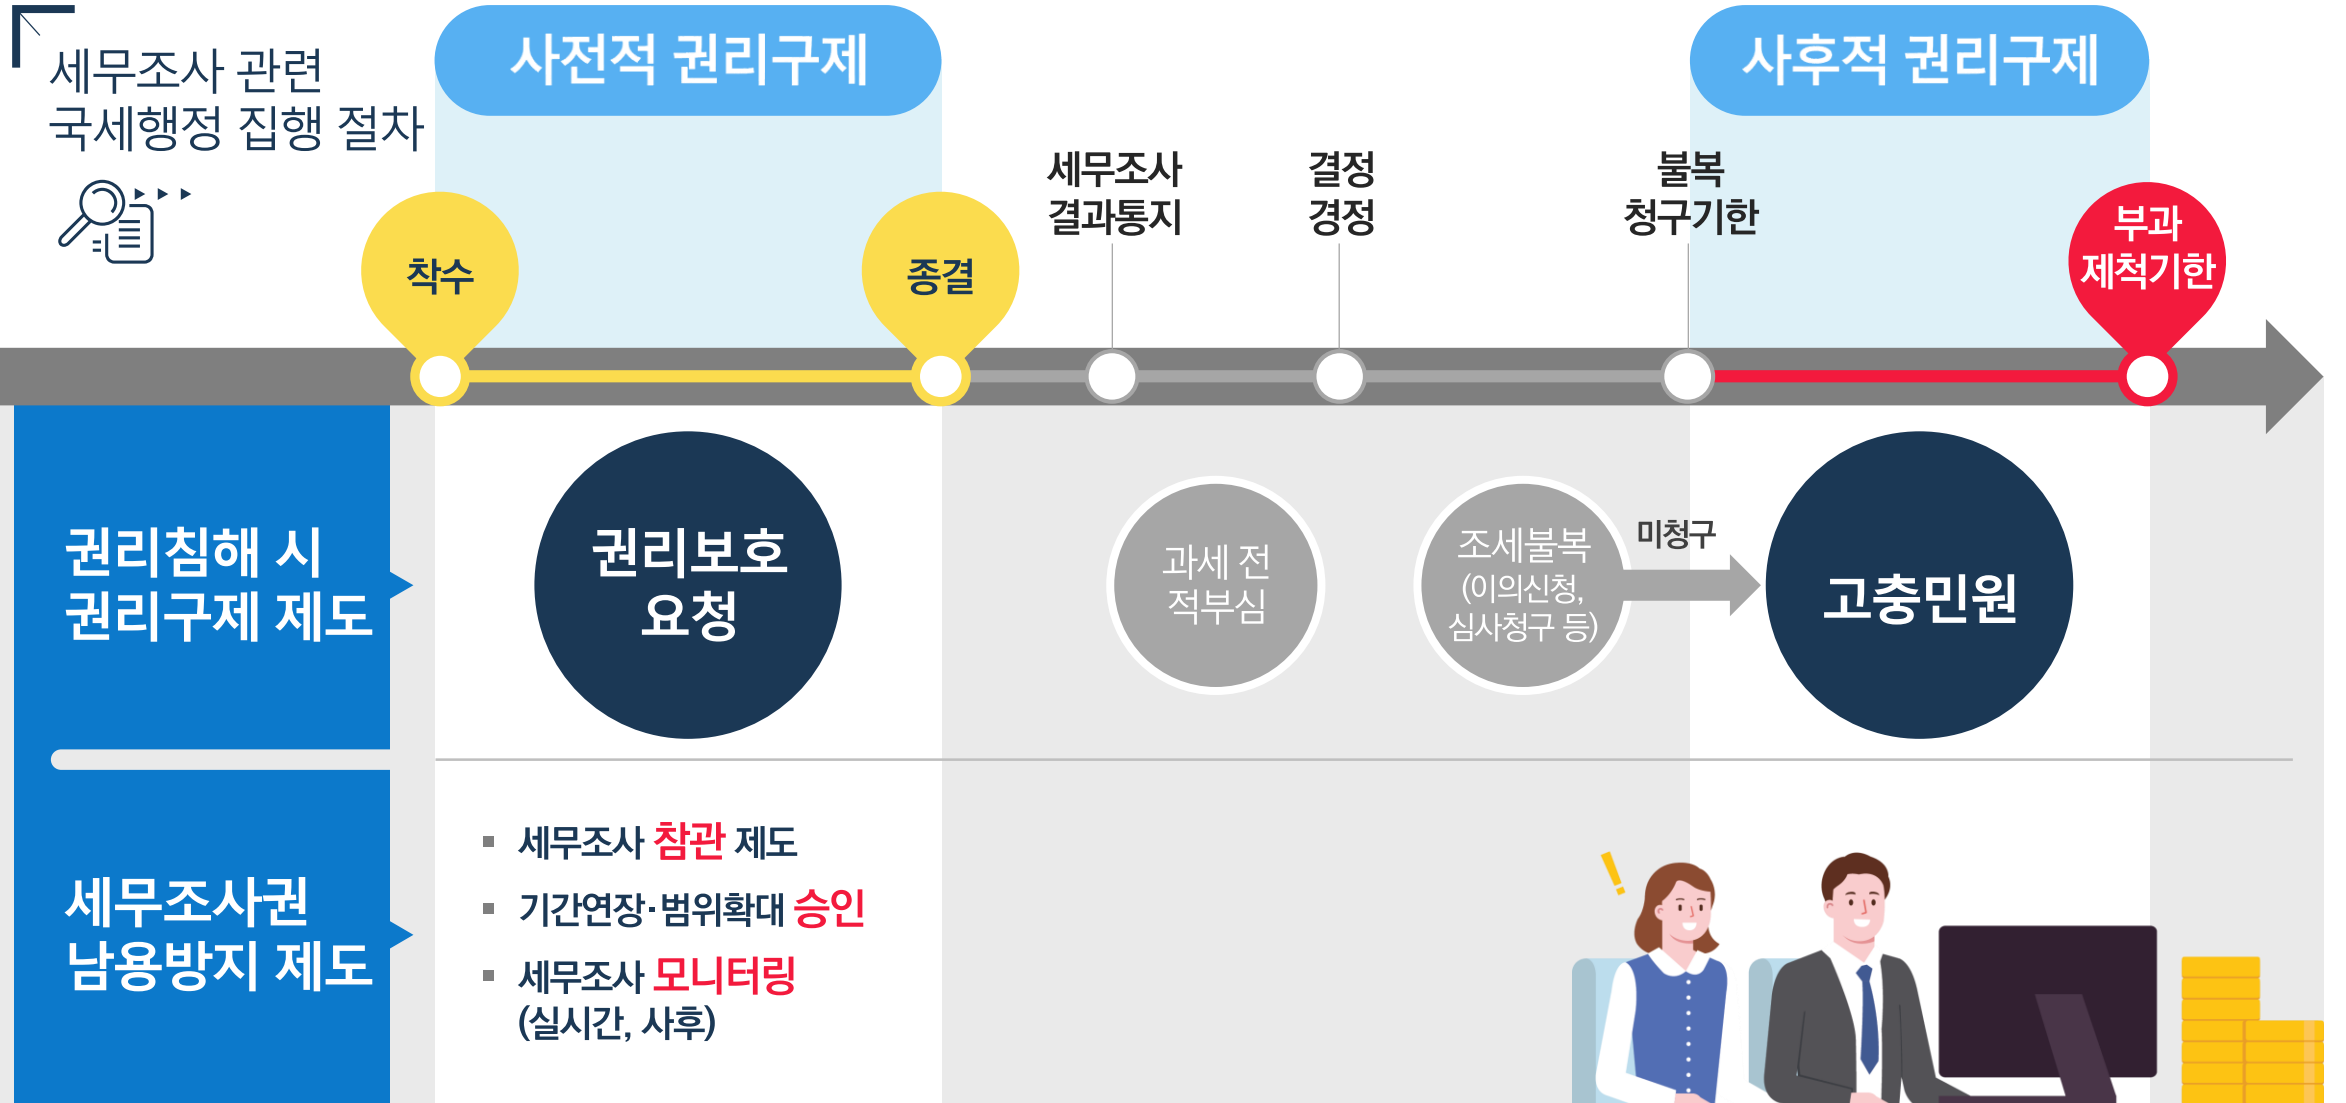 세무조사 관련
국세행정 집행 절차
사전적 권리구제
사후적 권리구제
착수
종결
세무조사
결과통지
결정
경정
불복
청구기한
부과
제척기한
권리침해 시
권리구제 제도
권리보호
요청
과세 전
적부심
조세불복
(이의신청,
심사청구 등)
미청구
고충민원
세무조사권
남용방지 제도
세무조사 참관 제도
기간연장·범위확대 승인
세무조사 모니터링
(실시간, 사후)